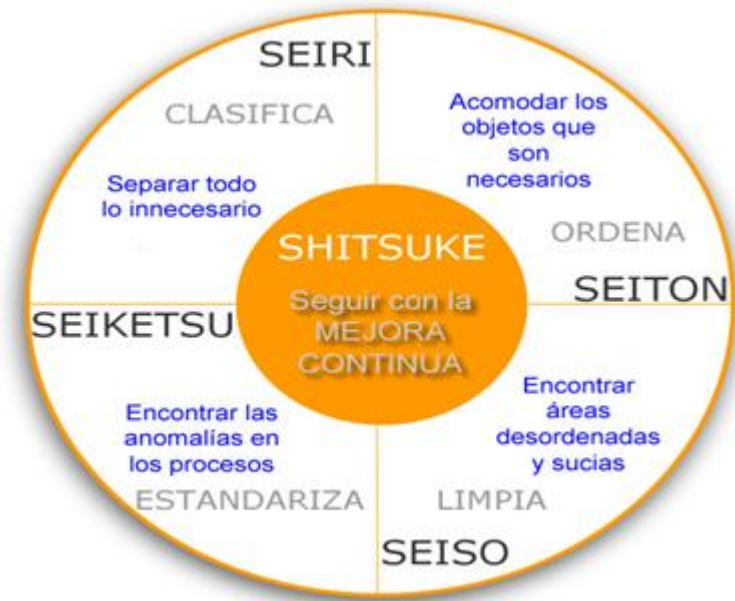 SEIRI
CLASIFICA
Separar todo
lo innecesario
Acomodar los
objetos que
son
necesarios
ORDENA
SEITON
SHITSUKE
Seguir con la
MEJORA
CONTINUA
SEIKETSU
Encontrar las
anomalías en
los procesos
ESTANDARIZA
Encontrar
áreas
desordenadas
y sucias
LIMPIA
SEISO